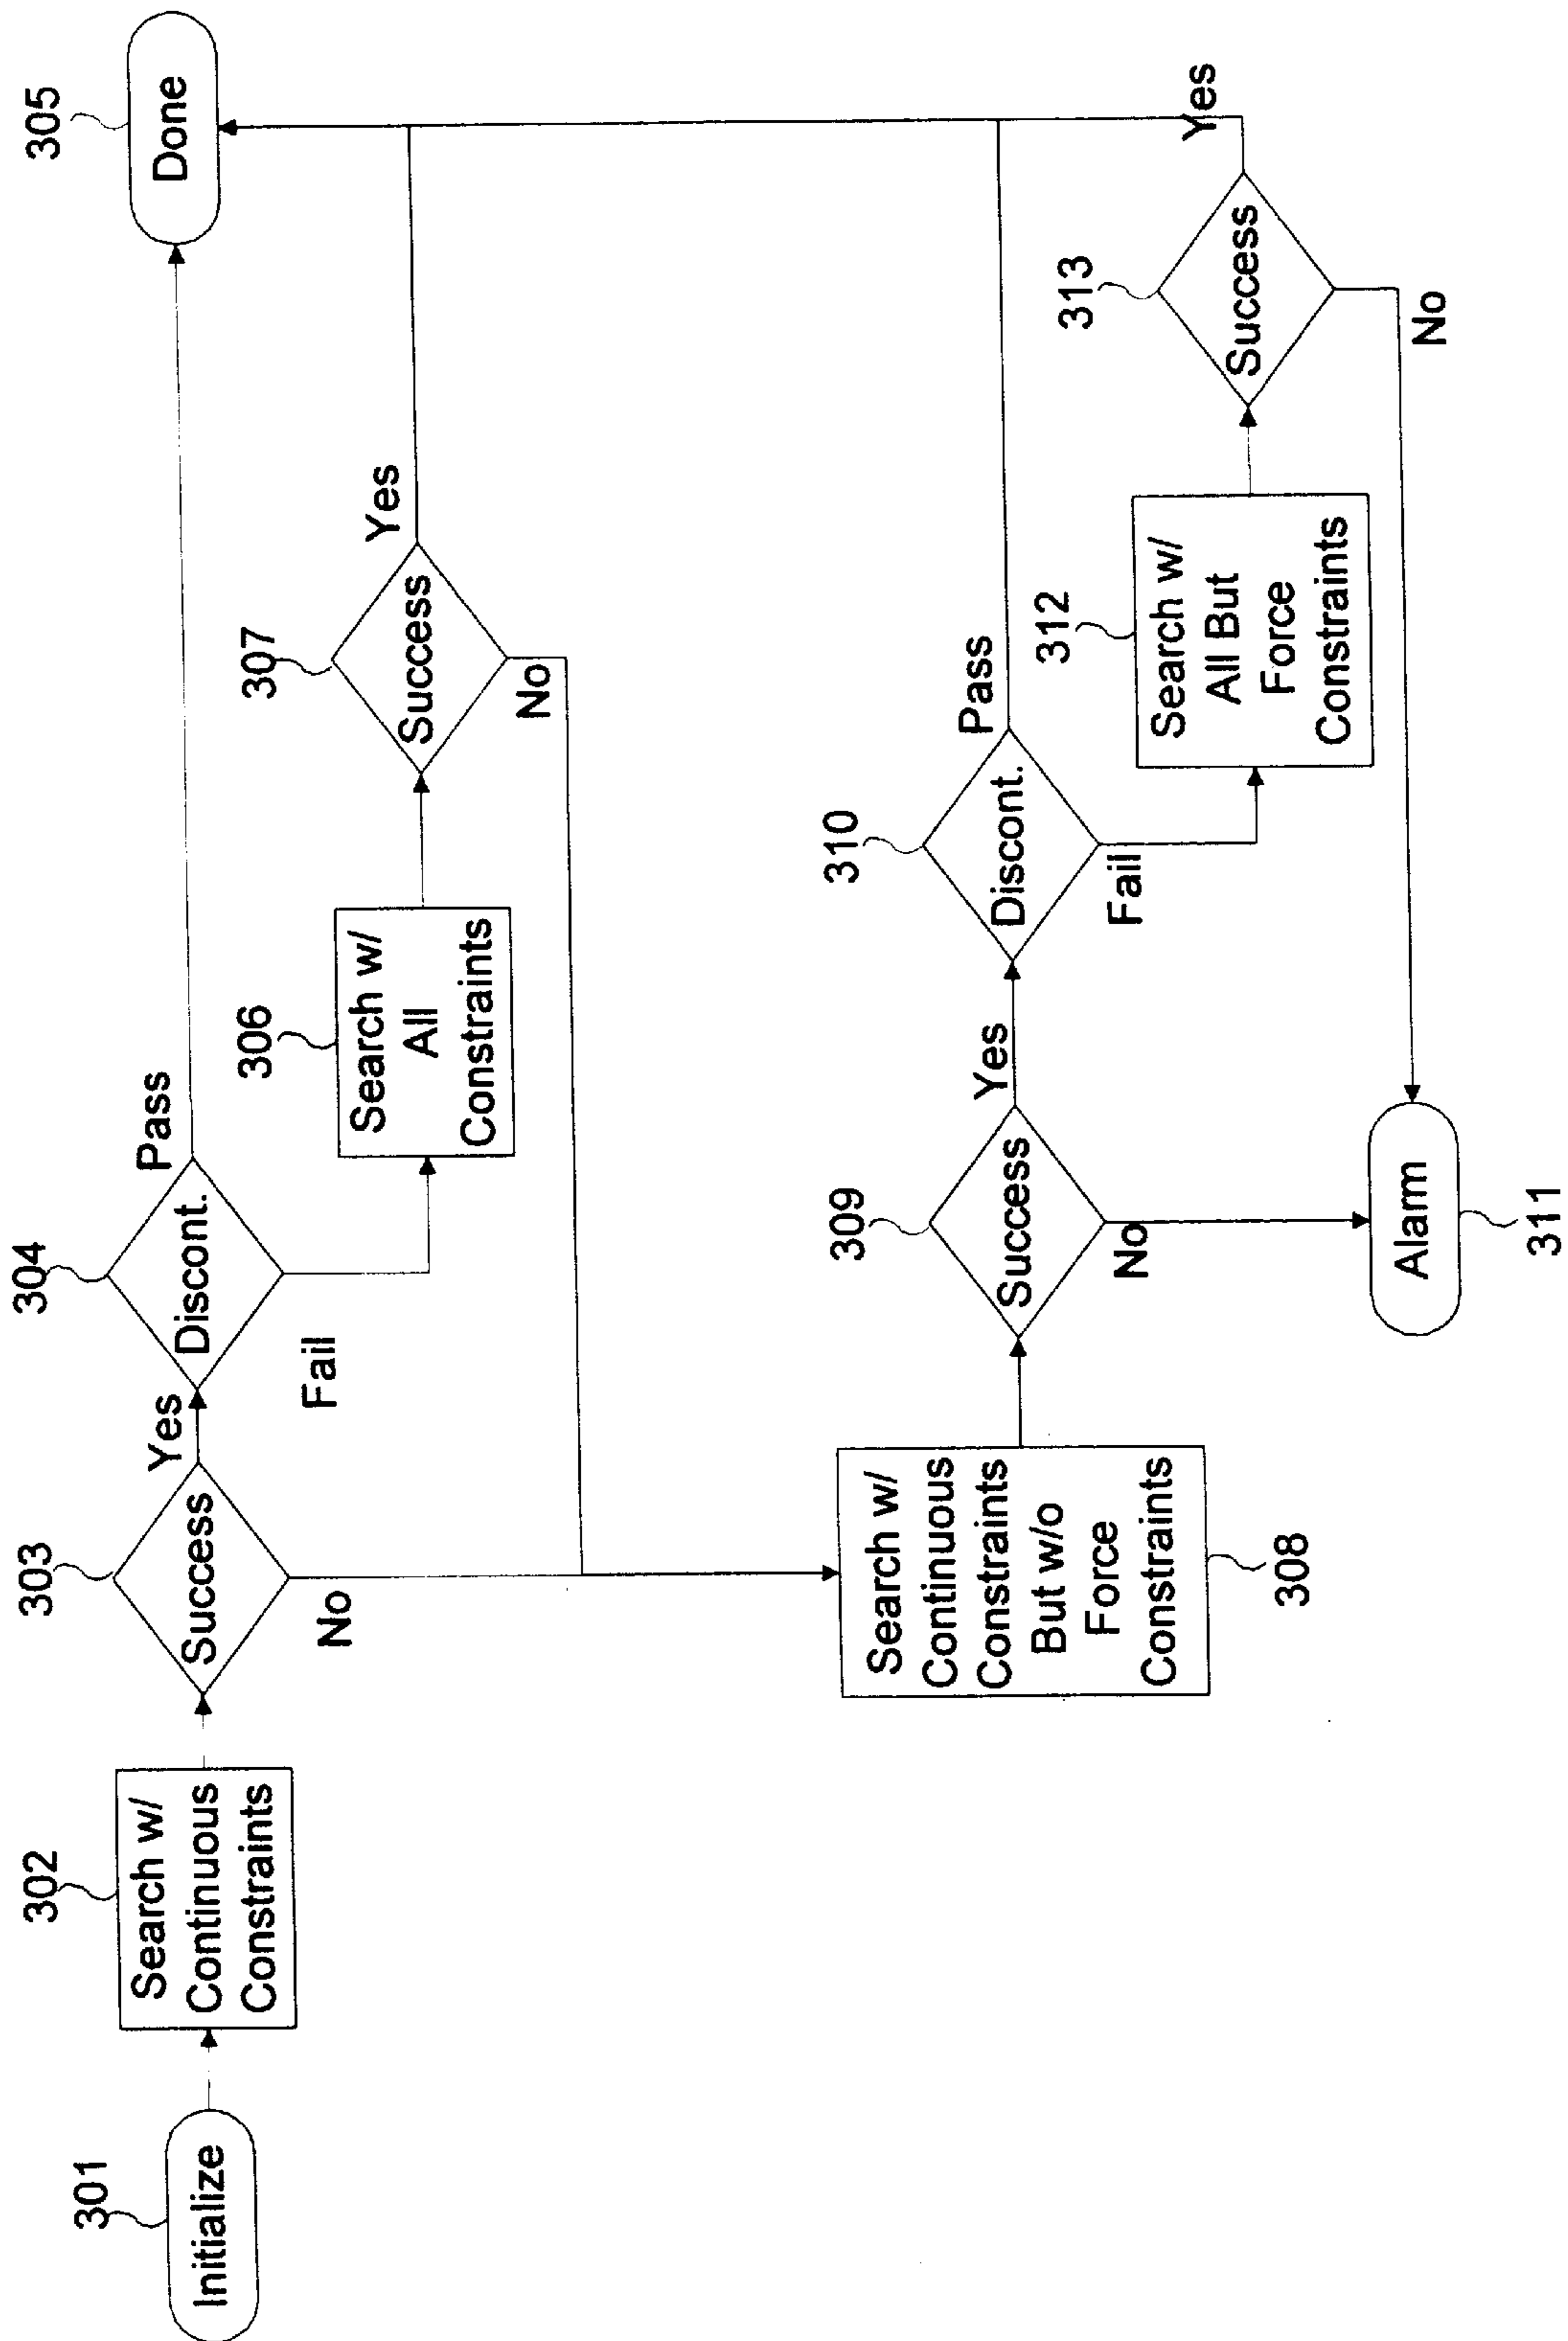 301
Initialize
302
Search w/
Continuous
Constraints
303
Success
Yes
No
304
Discont.
Pass
Fail
305
Done
306
Search w/
All
Constraints
307
Success
Yes
No
308
Search w/
Continuous
Constraints
But w/o
Force
Constraints
309
Success
Yes
No
310
Discont.
Pass
Fail
311
Alarm
312
Search w/
All But
Force
Constraints
313
Success
Yes
No